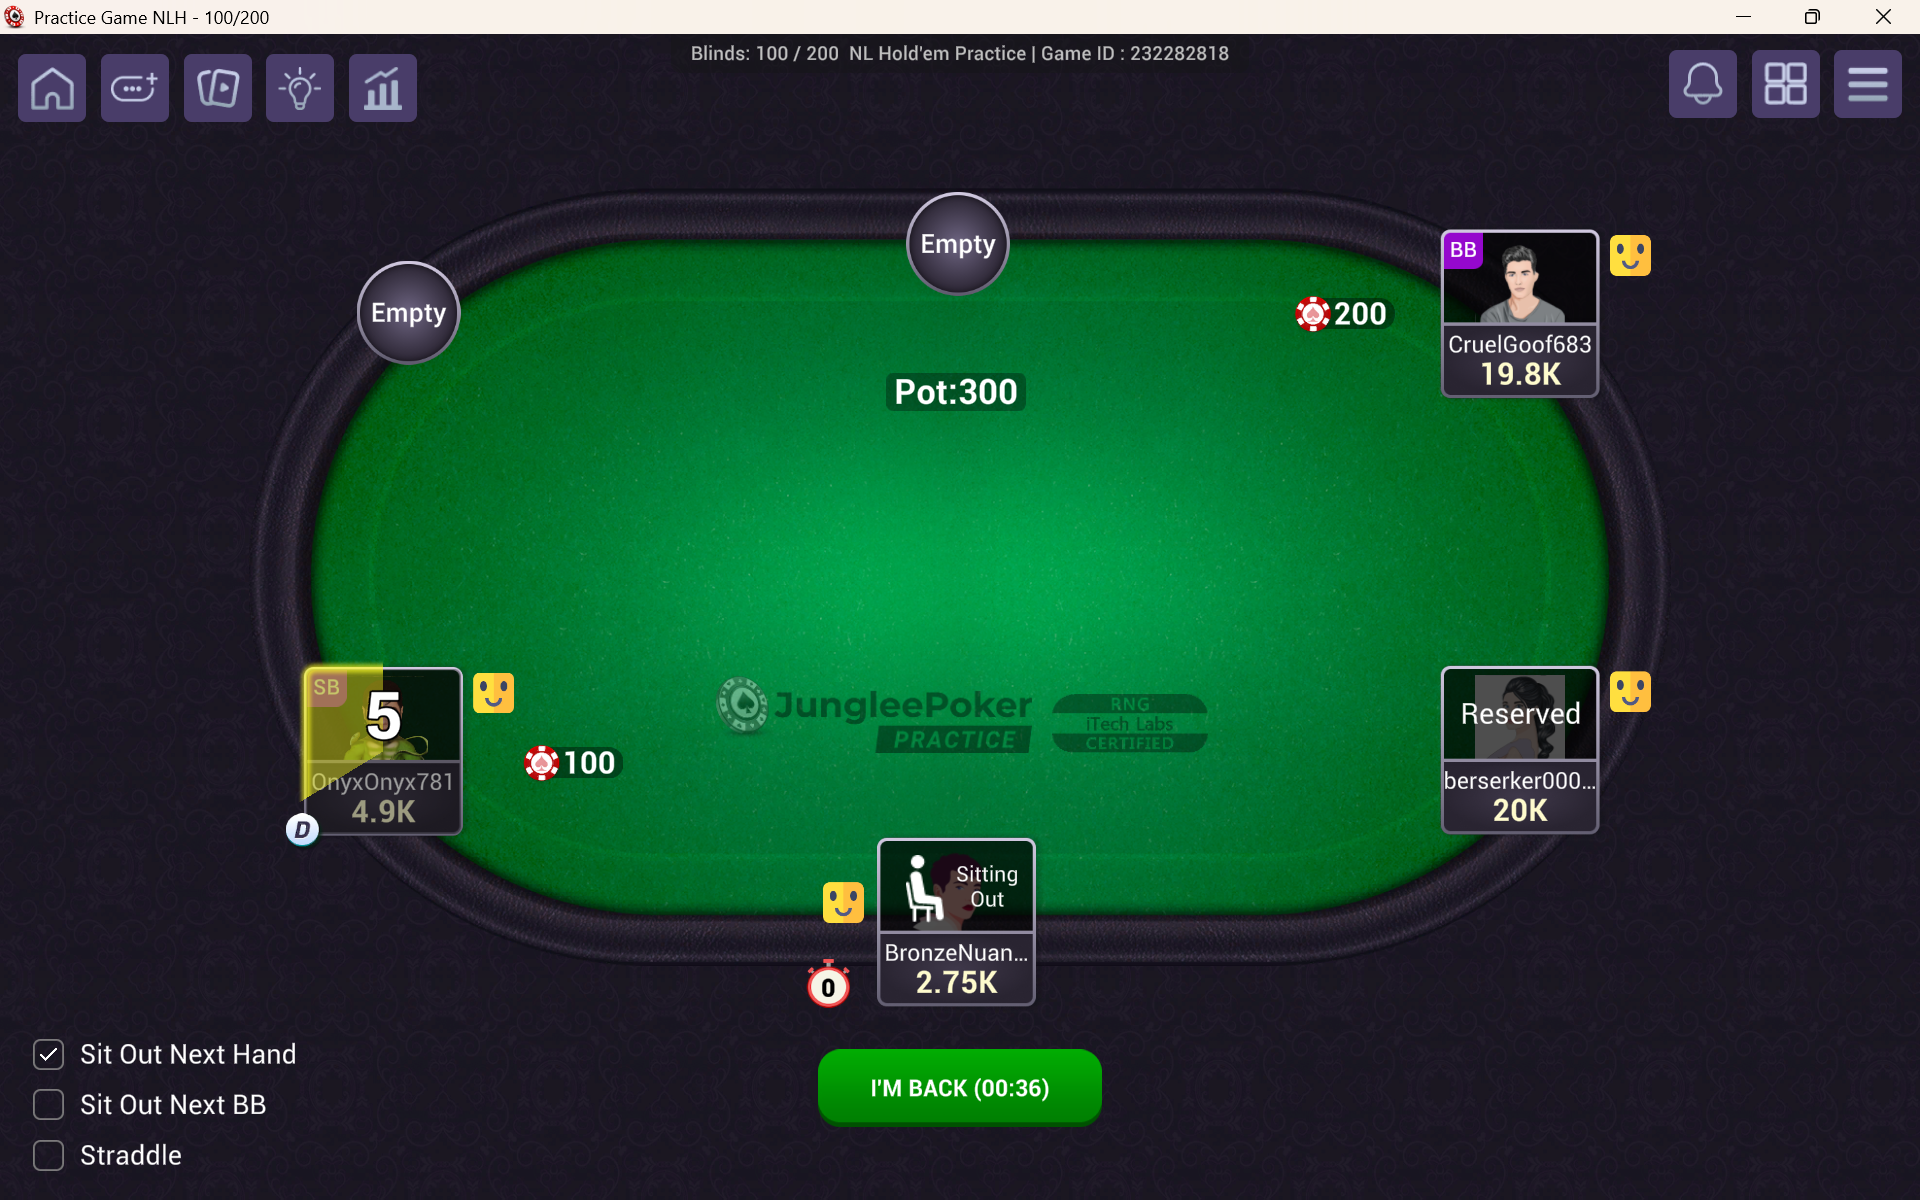 Practice Game NLH - 100/200
Blinds: 100 / 200 NL Hold'em Practice | Game ID : 232282818
Empty
Empty
BB
CruelGoof683
19.8K
200
Pot:300
SB
5
OnyxOnyx781
4.9K
D
100
JungleePoker
PRACTICE
RNG
iTech Labs
CERTIFIED
Reserved
berserker000...
20K
Sitting
Out
BronzeNuan...
2.75K
0
Sit Out Next Hand
Sit Out Next BB
Straddle
I'M BACK (00:36)